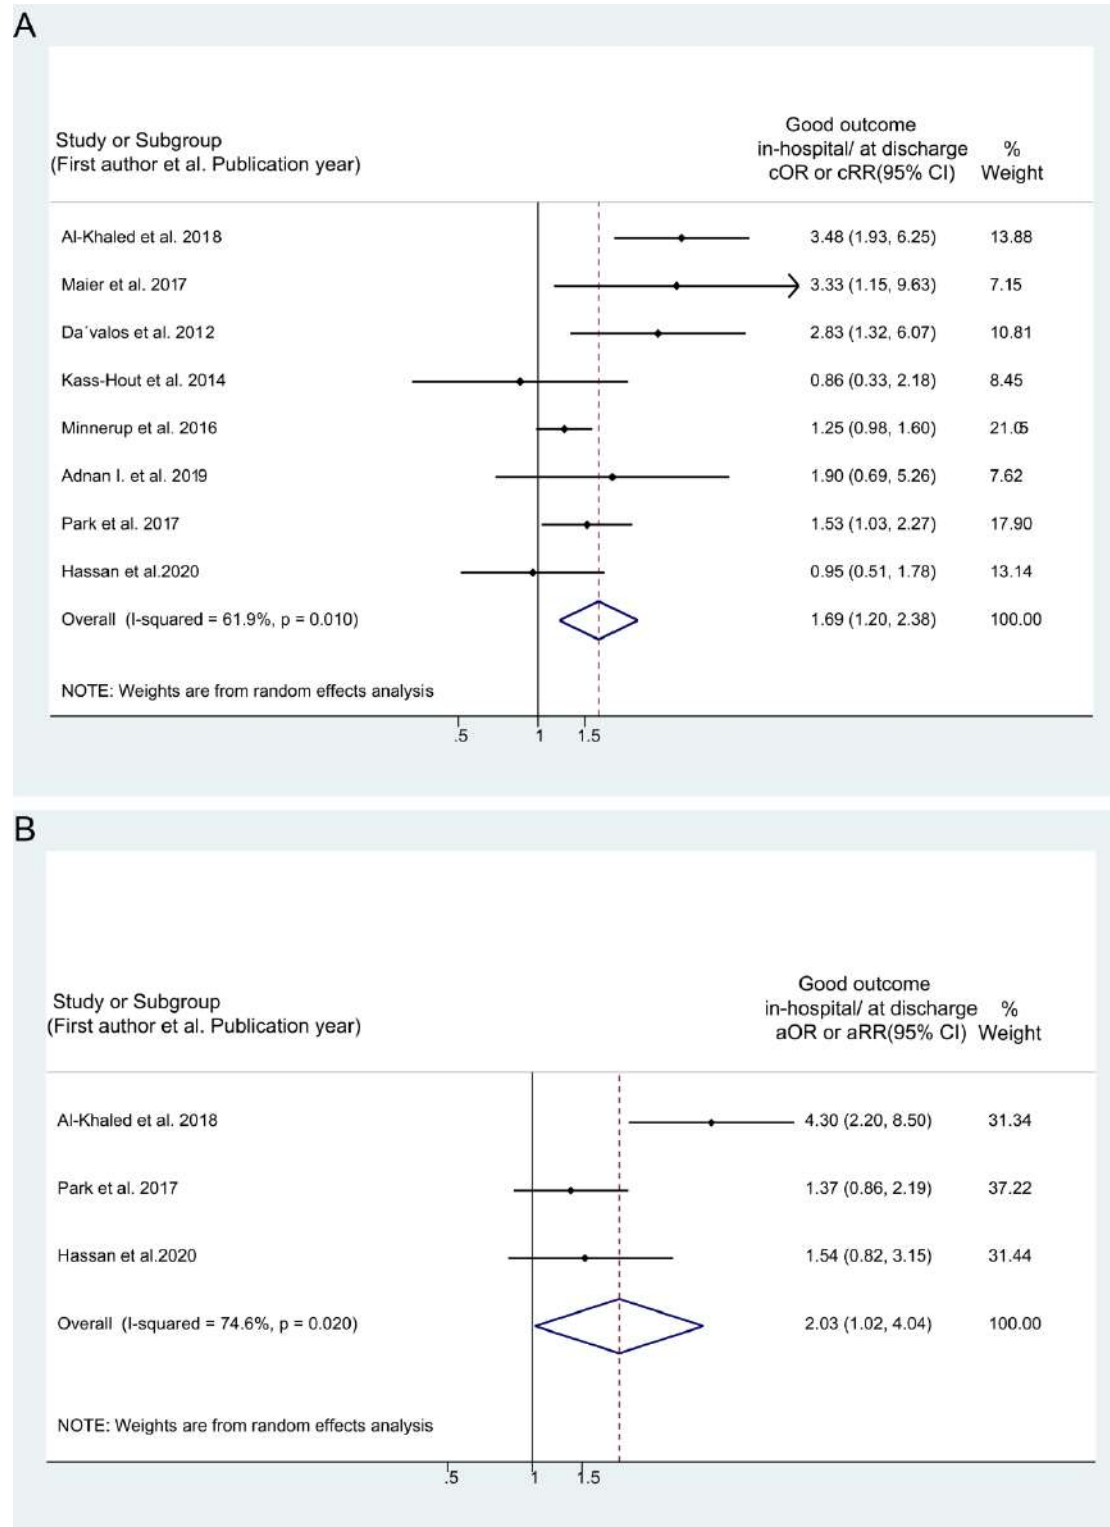 A
Study or Subgroup
(First author et al. Publication year)
Good outcome
in-hospital/ at discharge
cOR or cRR(95% CI)
%
Weight
Al-Khaled et al. 2018 3.48 (1.93, 6.25) 13.88
Maier et al. 2017 3.33 (1.15, 9.63) 7.15
Da´valos et al. 2012 2.83 (1.32, 6.07) 10.81
Kass-Hout et al. 2014 0.86 (0.33, 2.18) 8.45
Minnerup et al. 2016 1.25 (0.98, 1.60) 21.05
Adnan I. et al. 2019 1.90 (0.69, 5.26) 7.62
Park et al. 2017 1.53 (1.03, 2.27) 17.90
Hassan et al.2020 0.95 (0.51, 1.78) 13.14
Overall (I-squared = 61.9%, p = 0.010) 1.69 (1.20, 2.38) 100.00
NOTE: Weights are from random effects analysis
.5 1 1.5
B
Study or Subgroup
(First author et al. Publication year)
Good outcome
in-hospital/ at discharge
aOR or aRR(95% CI)
%
Weight
Al-Khaled et al. 2018 4.30 (2.20, 8.50) 31.34
Park et al. 2017 1.37 (0.86, 2.19) 37.22
Hassan et al.2020 1.54 (0.82, 3.15) 31.44
Overall (I-squared = 74.6%, p = 0.020) 2.03 (1.02, 4.04) 100.00
NOTE: Weights are from random effects analysis
.5 1 1.5